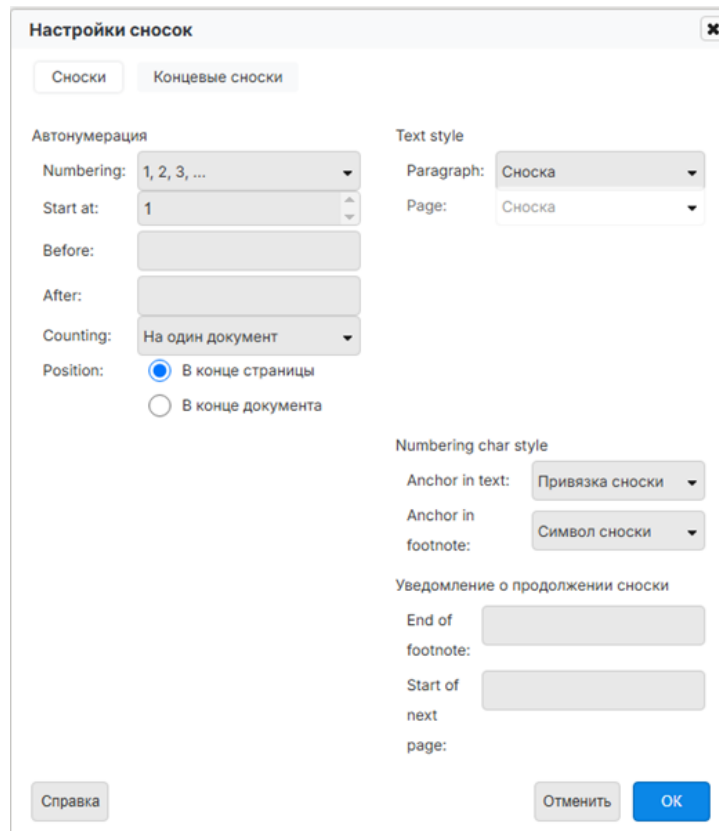 Настройки сносок
Сноски
Концевые сноски
Автонумерация
Numbering:
1, 2, 3, ...
Start at:
1
Before:
After:
Counting:
На один документ
Position:
В конце страницы
В конце документа
Text style
Paragraph:
Сноска
Page:
Сноска
Numbering char style
Anchor in text:
Привязка сноски
Anchor in
footnote:
Символ сноски
Уведомление о продолжении сноски
End of
footnote:
Start of
next
page:
Справка
Отменить
OK